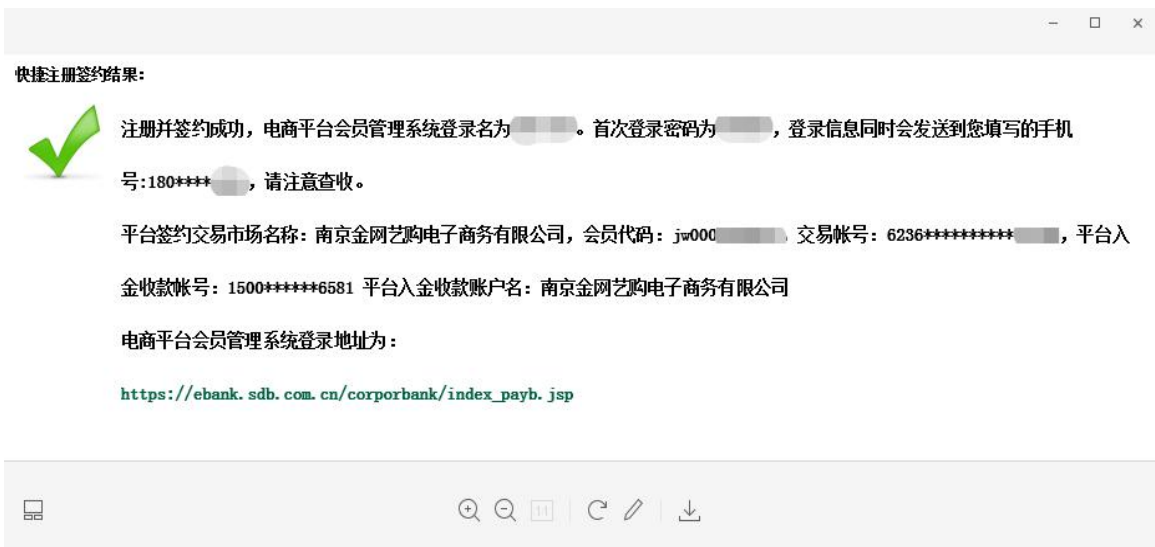 快捷注册签约结果：
注册并签约成功，电商平台会员管理系统登录名为。首次登录密码为，登录信息同时会发送到您填写的手机
号:180****，请注意查收。
平台签约交易市场名称：南京金网艺购电子商务有限公司，会员代码：jw000 交易帐号：6236**********，平台入
金收款帐号：1500******6581 平台入金收款账户名：南京金网艺购电子商务有限公司
电商平台会员管理系统登录地址为：
https://ebank.sdb.com.cn/corporbank/index_payb.jsp
1:1